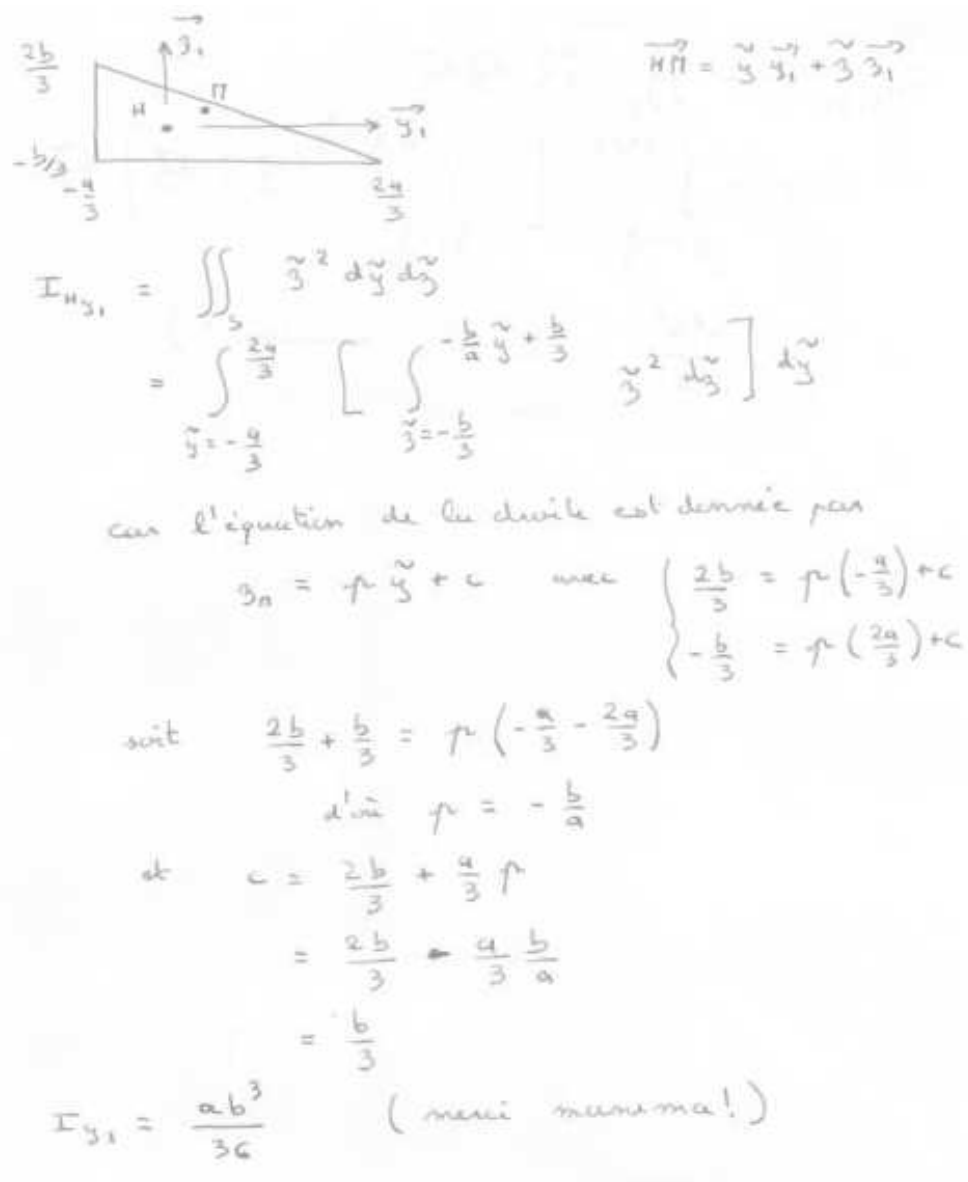 2b/3
z₁
HM = ỹ y₁ + z̃ z₁
H
M
y₁
-b/3
-a/3
2a/3
I_Hy₁ = ∬_S z̃² dỹ dz̃
= ∫_{ỹ=-a/3}^{2a/3} [ ∫_{z̃=-b/3}^{-b/a ỹ + b/3} z̃² dz̃ ] dỹ
car l'équation de la droite est donnée par
z_M = p ỹ + c avec { 2b/3 = p(-a/3)+c
-b/3 = p(2a/3)+c
soit 2b/3 + b/3 = p(-a/3 - 2a/3)
d'où p = -b/a
et c = 2b/3 + a/3 p
= 2b/3 - a/3 b/a
= b/3
I_y₁ = ab³/36 (merci maxima!)